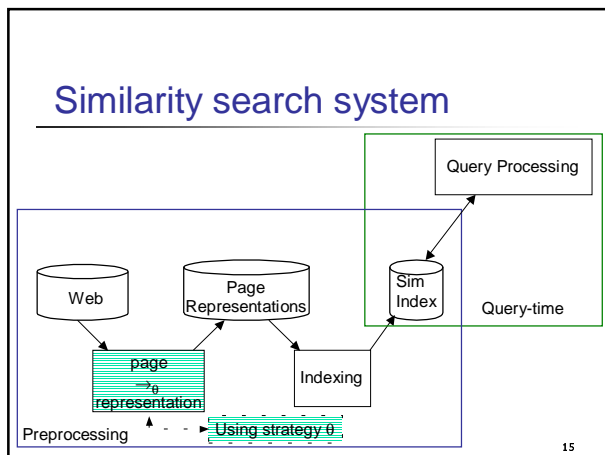 Similarity search system
Query Processing
Web
Page
Representations
Sim
Index
Query-time
page
→θ
representation
Indexing
Using strategy θ
Preprocessing
15